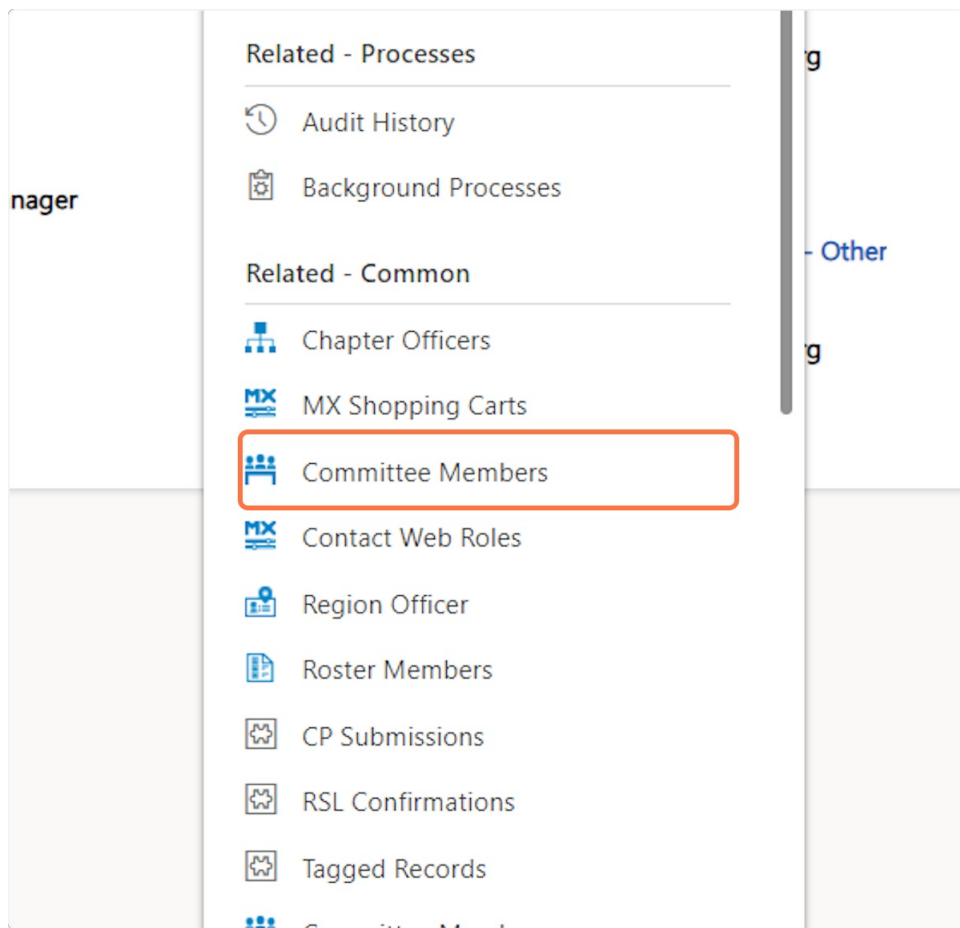 Related - Processes
rg
Audit History
Background Processes
nager
- Other
Related - Common
Chapter Officers
rg
MX Shopping Carts
Committee Members
Contact Web Roles
Region Officer
Roster Members
CP Submissions
RSL Confirmations
Tagged Records